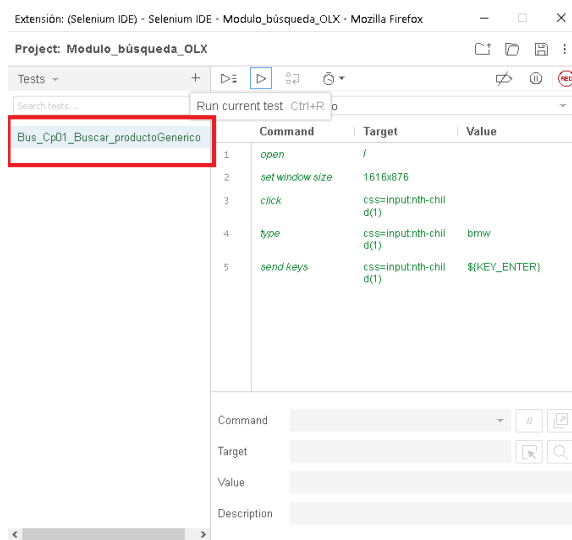 Extensión: (Selenium IDE) - Selenium IDE - Modulo_búsqueda_OLX - Mozilla Firefox
Project: Modulo_búsqueda_OLX
Tests
Search tests...
Run current test Ctrl+R
o
Bus_Cp01_Buscar_productoGenerico
Command Target Value
1 open /
2 set window size 1616x876
3 click css=input:nth-chil
d(1)
4 type css=input:nth-chil bmw
d(1)
5 send keys css=input:nth-chil ${KEY_ENTER}
d(1)
Command //
Target
Value
Description
REC